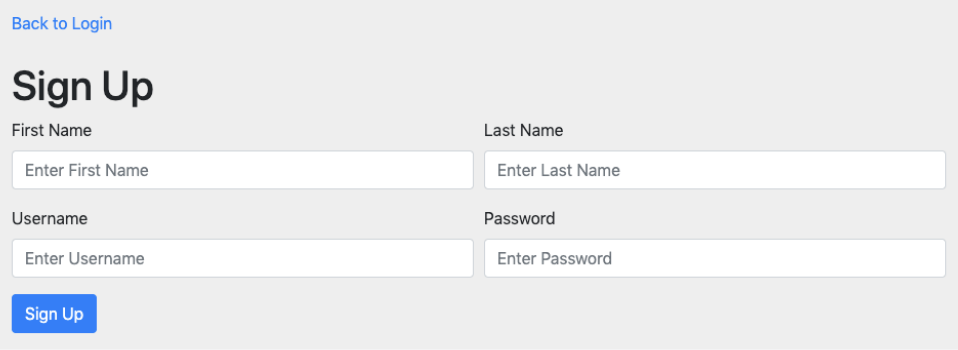 Back to Login
Sign Up
First Name
Last Name
Enter First Name
Enter Last Name
Username
Password
Enter Username
Enter Password
Sign Up